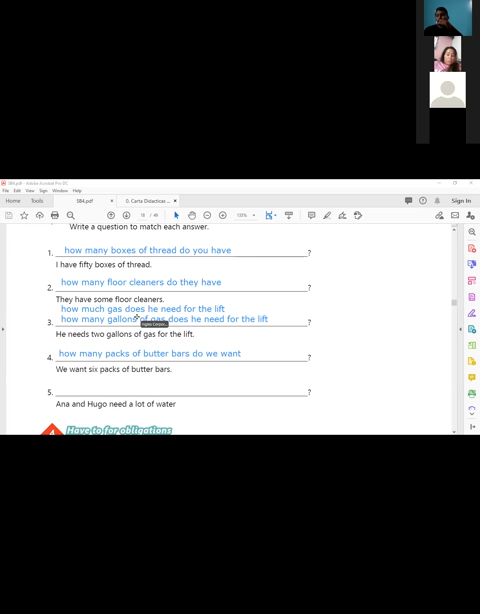 SB4.pdf - Adobe Acrobat Pro DC
File Edit View Sign Window Help
Home Tools SB4.pdf × D. Carta Didacticas ... × Sign In
18 / 49
Write a question to match each answer.
1. how many boxes of thread do you have ?
I have fifty boxes of thread.
2. how many floor cleaners do they have ?
They have some floor cleaners.
how much gas does he need for the lift
3. how many gallons of gas does he need for the lift ?
He needs two gallons of gas for the lift.
4. how many packs of butter bars do we want ?
We want six packs of butter bars.
5. ?
Ana and Hugo need a lot of water
4 Have to for obligations